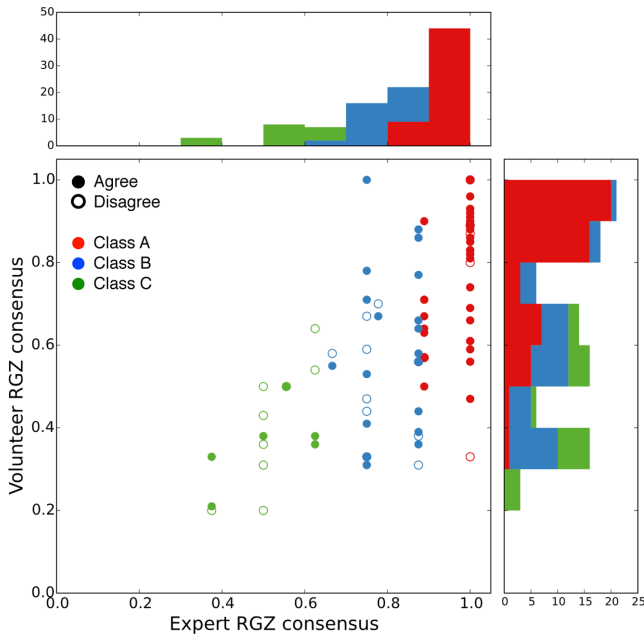 50
40
30
20
10
0
Agree
Disagree
Class A
Class B
Class C
1.0
0.8
0.6
0.4
0.2
0.0
Volunteer RGZ consensus
0.0 0.2 0.4 0.6 0.8 1.0
Expert RGZ consensus
0 5 10 15 20 25